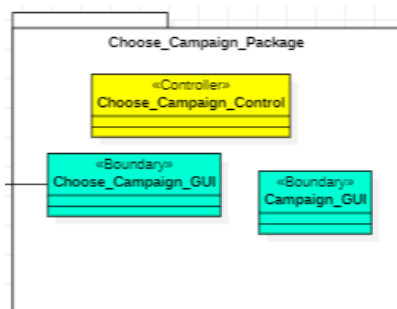 Choose_Campaign_Package
«Controller»
Choose_Campaign_Control
«Boundary»
Choose_Campaign_GUI
«Boundary»
Campaign_GUI